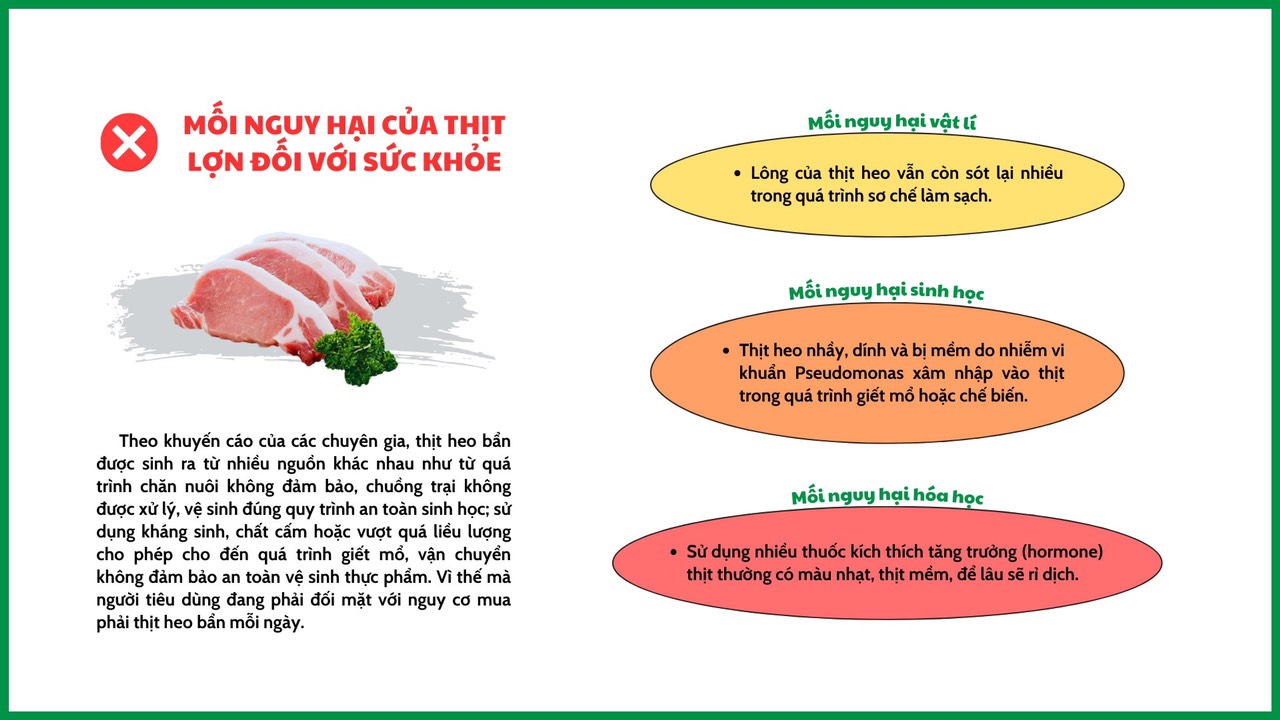 MỐI NGUY HẠI CỦA THỊT
LỢN ĐỐI VỚI SỨC KHỎE
Theo khuyến cáo của các chuyên gia, thịt heo bẩn
được sinh ra từ nhiều nguồn khác nhau như từ quá
trình chăn nuôi không đảm bảo, chuồng trại không
được xử lý, vệ sinh đúng quy trình an toàn sinh học; sử
dụng kháng sinh, chất cấm hoặc vượt quá liều lượng
cho phép cho đến quá trình giết mổ, vận chuyển
không đảm bảo an toàn vệ sinh thực phẩm. Vì thế mà
người tiêu dùng đang phải đối mặt với nguy cơ mua
phải thịt heo bẩn mỗi ngày.
Mối nguy hại vật lí
• Lông của thịt heo vẫn còn sót lại nhiều
trong quá trình sơ chế làm sạch.
Mối nguy hại sinh học
• Thịt heo nhầy, dính và bị mềm do nhiễm vi
khuẩn Pseudomonas xâm nhập vào thịt
trong quá trình giết mổ hoặc chế biến.
Mối nguy hại hóa học
• Sử dụng nhiều thuốc kích thích tăng trưởng (hormone)
thịt thường có màu nhạt, thịt mềm, để lâu sẽ rỉ dịch.